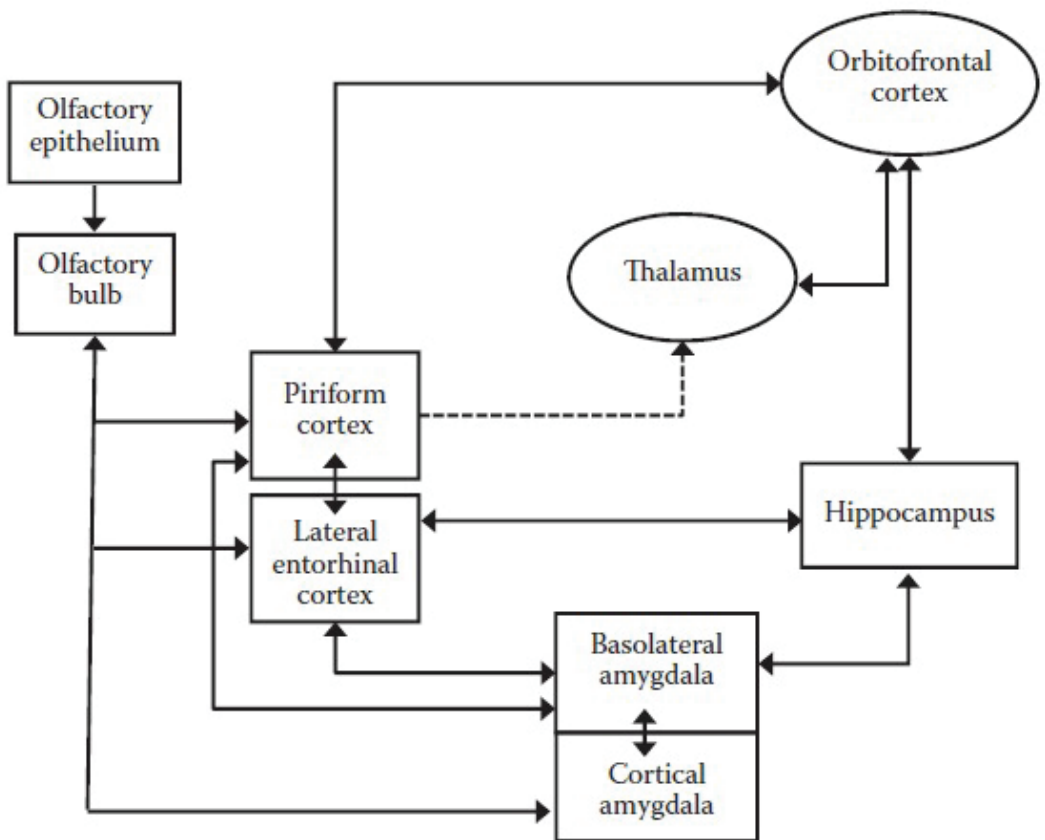 Orbitofrontal
cortex
Olfactory
epithelium
Olfactory
bulb
Thalamus
Piriform
cortex
Lateral
entorhinal
cortex
Hippocampus
Basolateral
amygdala
Cortical
amygdala